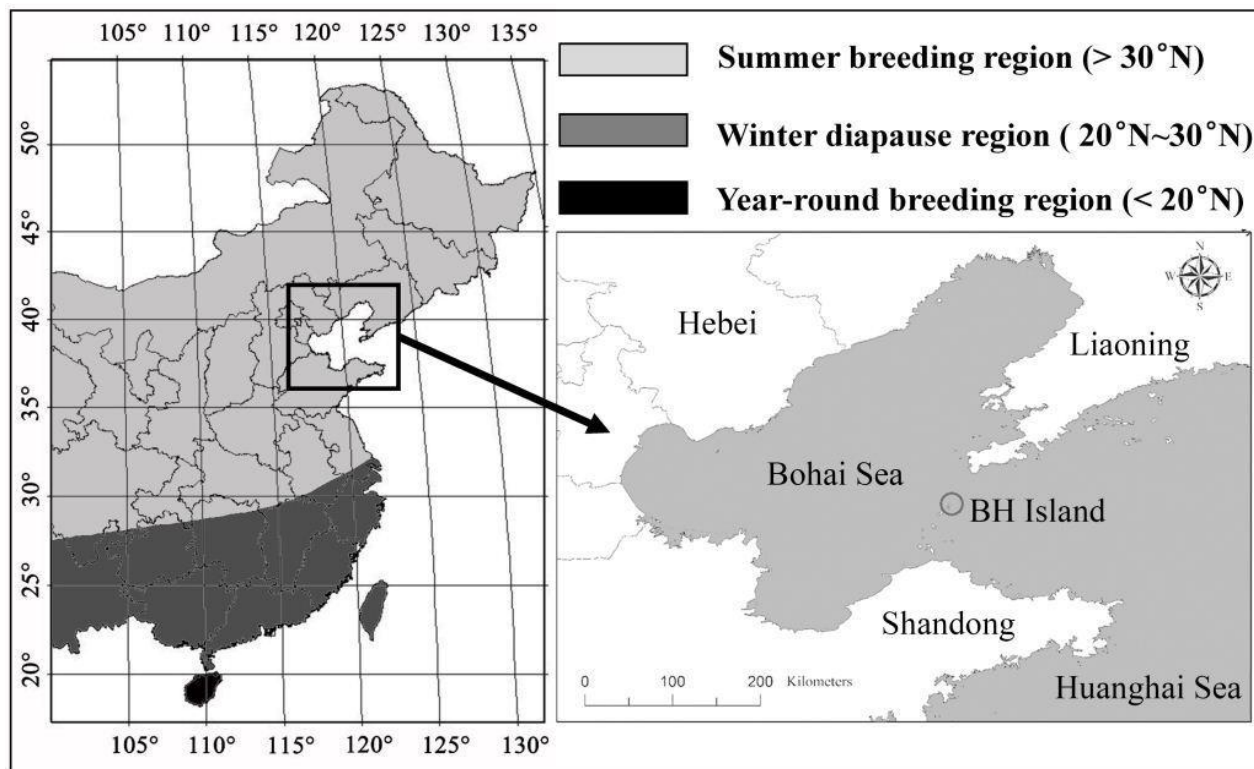 105° 110° 115° 120° 125° 130° 135°
50°
45°
40°
35°
30°
25°
20°
105° 110° 115° 120° 130°
Summer breeding region (> 30°N)
Winter diapause region ( 20°N~30°N)
Year-round breeding region (< 20°N)
N
W E
S
Hebei
Liaoning
Bohai Sea
BH Island
Shandong
0 100 200 Kilometers
Huanghai Sea